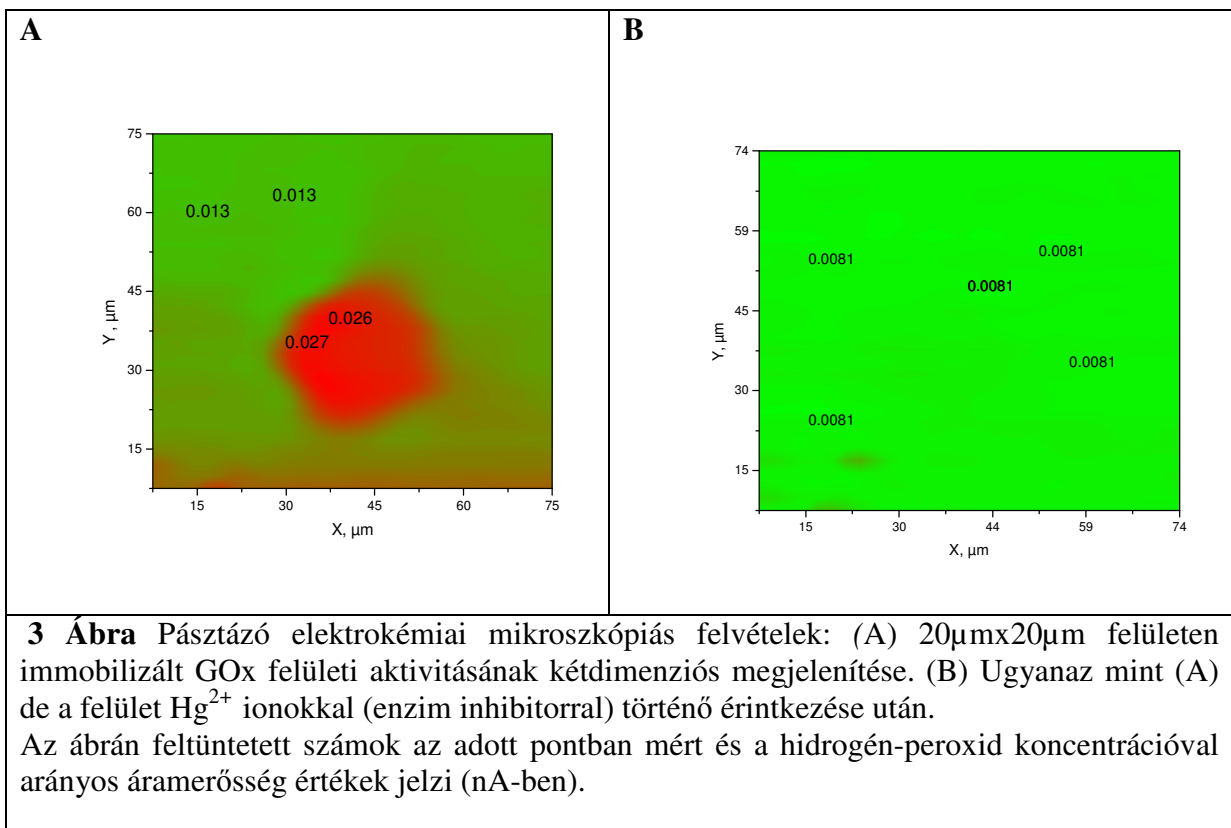 A
75
60
45
30
15
Y , µm
0.013
0.013
0.026
0.027
15
30
45
60
75
X, µm
B
74
59
45
30
15
Y, µm
0.0081
0.0081
0.0081
0.0081
0.0081
15
30
44
59
74
X, µm
3 Ábra Pásztázó elektrokémiai mikroszkópiás felvételek: (A) 20µmx20µm felületen
immobilizált GOx felületi aktivitásának kétdimenziós megjelenítése. (B) Ugyanaz mint (A)
de a felület Hg²⁺ ionokkal (enzim inhibitorral) történő érintkezése után.
Az ábrán feltüntetett számok az adott pontban mért és a hidrogén-peroxid koncentrációval
arányos áramerősség értékek jelzi (nA-ben).